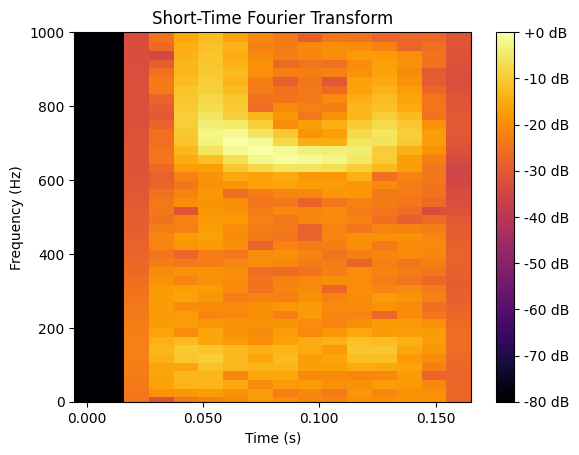 Short-Time Fourier Transform
1000
800
600
400
200
0
Frequency (Hz)
0.000
0.050
0.100
0.150
Time (s)
+0 dB
-10 dB
-20 dB
-30 dB
-40 dB
-50 dB
-60 dB
-70 dB
-80 dB